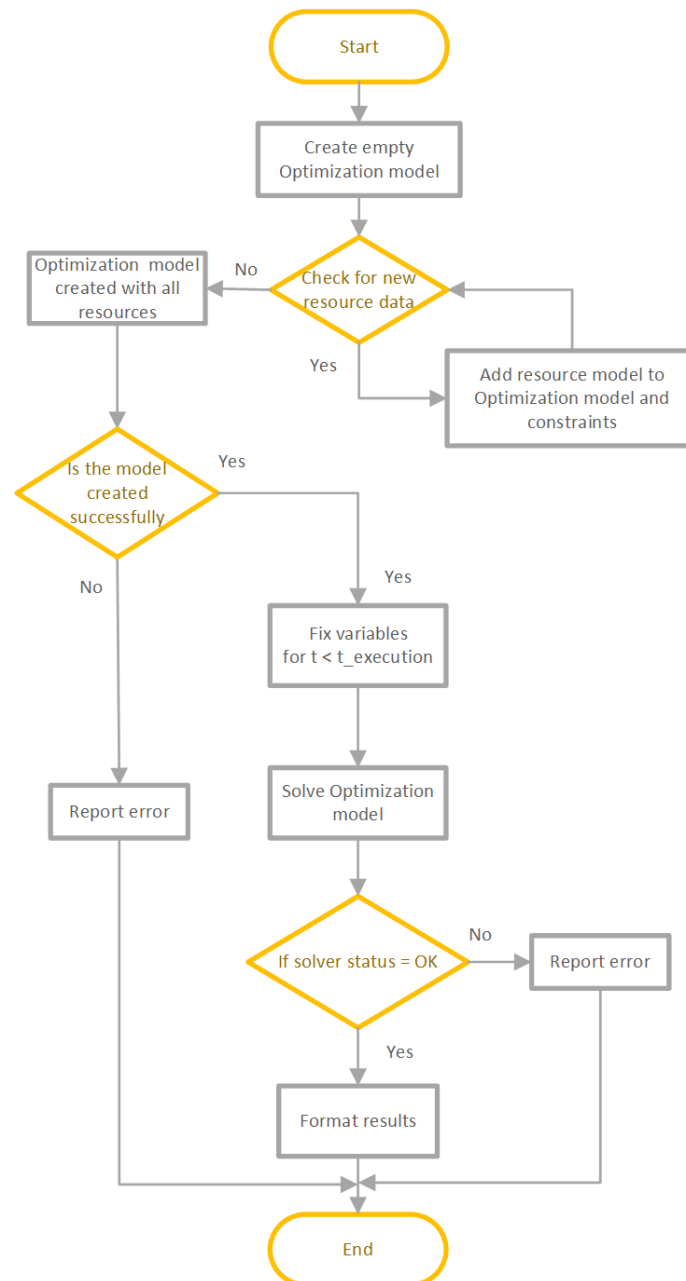 Start
Create empty
Optimization model
Check for new
resource data
No
Optimization model
created with all
resources
Yes
Add resource model to
Optimization model and
constraints
Is the model
created
successfully
Yes
No
Yes
Fix variables
for t < t_execution
Report error
Solve Optimization
model
If solver status = OK
No
Report error
Yes
Format results
End